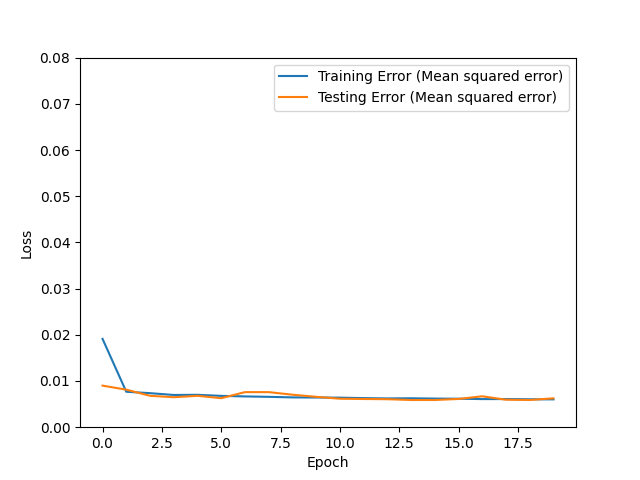 0.08
0.07
0.06
0.05
0.04
0.03
0.02
0.01
0.00
Loss
Training Error (Mean squared error)
Testing Error (Mean squared error)
0.0 2.5 5.0 7.5 10.0 12.5 15.0 17.5
Epoch